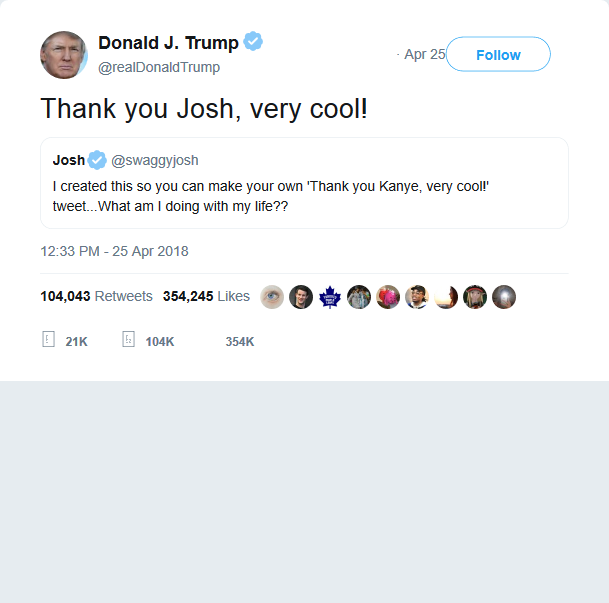 Donald J. Trump
@realDonaldTrump
· Apr 25
Follow
Thank you Josh, very cool!
Josh @swaggyjosh
I created this so you can make your own 'Thank you Kanye, very cool!'
tweet...What am I doing with my life??
12:33 PM - 25 Apr 2018
104,043 Retweets 354,245 Likes
21K 104K 354K